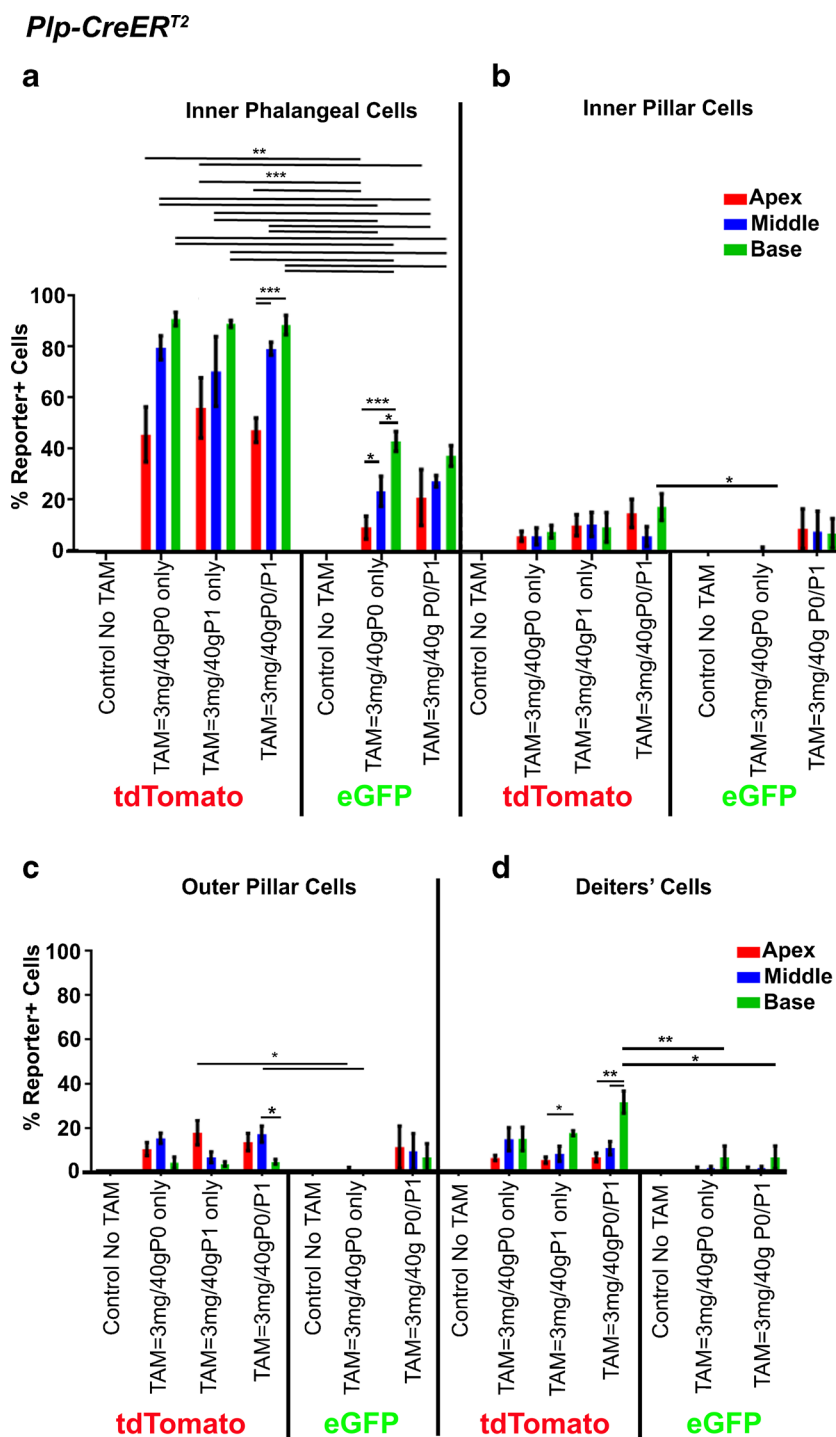 Plp-CreERT2
a
b
Inner Phalangeal Cells
Inner Pillar Cells
**
***
Apex
Middle
Base
% Reporter+ Cells
100
80
60
40
20
0
***
***
*
*
*
Control No TAM
TAM=3mg/40gP0 only
TAM=3mg/40gP1 only
TAM=3mg/40gP0/P1
Control No TAM
TAM=3mg/40gP0 only
TAM=3mg/40g P0/P1
Control No TAM
TAM=3mg/40gP0 only
TAM=3mg/40gP1 only
TAM=3mg/40gP0/P1
Control No TAM
TAM=3mg/40gP0 only
TAM=3mg/40g P0/P1
tdTomato
eGFP
tdTomato
eGFP
c
d
Outer Pillar Cells
Deiters’ Cells
Apex
Middle
Base
% Reporter+ Cells
100
80
60
40
20
0
*
*
*
**
**
*
Control No TAM
TAM=3mg/40gP0 only
TAM=3mg/40gP1 only
TAM=3mg/40gP0/P1
Control No TAM
TAM=3mg/40gP0 only
TAM=3mg/40g P0/P1
Control No TAM
TAM=3mg/40gP0 only
TAM=3mg/40gP1 only
TAM=3mg/40gP0/P1
Control No TAM
TAM=3mg/40gP0 only
TAM=3mg/40g P0/P1
tdTomato
eGFP
tdTomato
eGFP